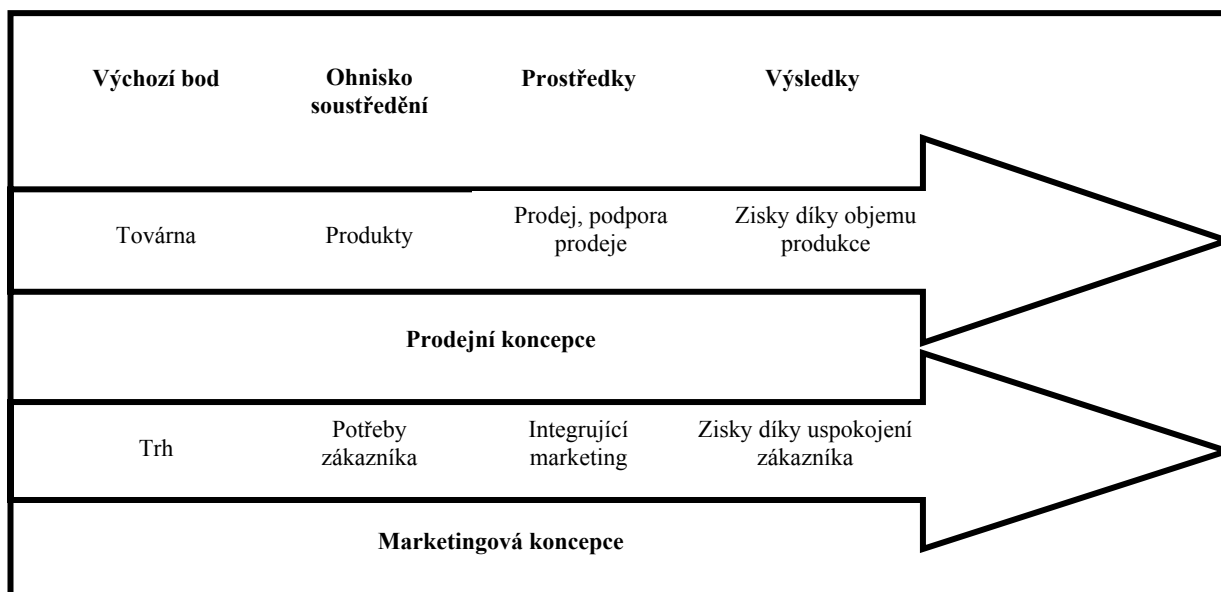 Výchozí bod
Ohnisko
soustředění
Prostředky
Výsledky
Továrna
Produkty
Prodej, podpora
prodeje
Zisky díky objemu
produkce
Prodejní koncepce
Trh
Potřeby
zákazníka
Integrující
marketing
Zisky díky uspokojení
zákazníka
Marketingová koncepce